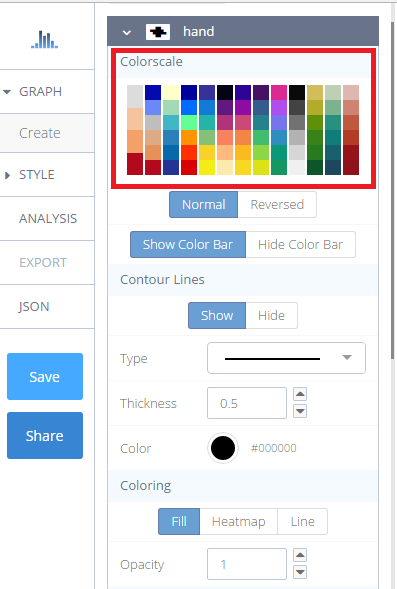 hand
Colorscale
GRAPH
Create
STYLE
ANALYSIS
EXPORT
JSON
Save
Share
Normal Reversed
Show Color Bar Hide Color Bar
Contour Lines
Show Hide
Type
Thickness 0.5
Color #000000
Coloring
Fill Heatmap Line
Opacity 1